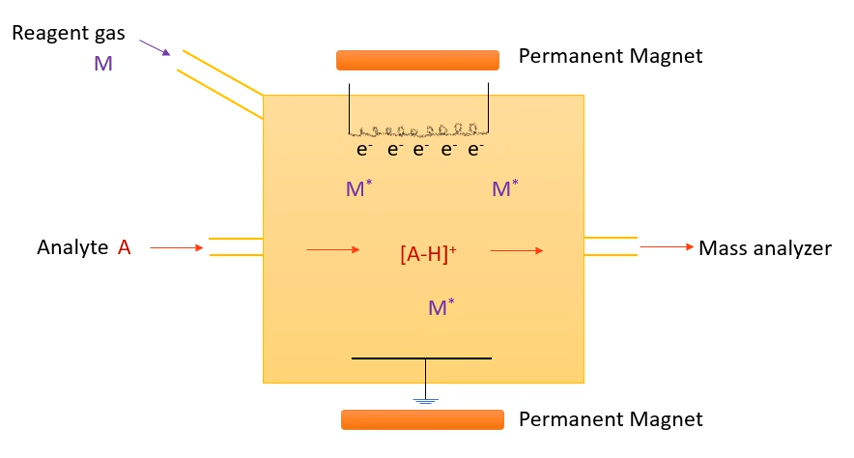 Reagent gas
M
Permanent Magnet
e⁻ e⁻ e⁻ e⁻ e⁻
M* M*
Analyte A
[A-H]⁺
Mass analyzer
M*
Permanent Magnet